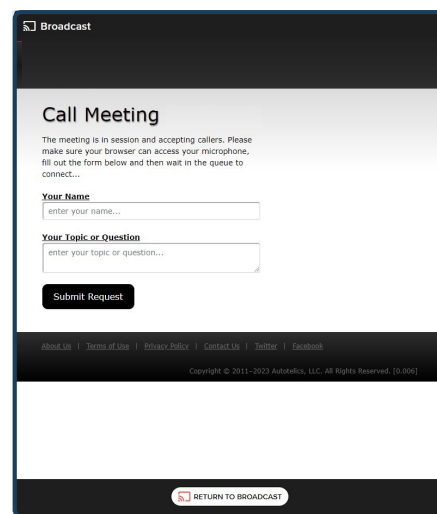 Broadcast
Call Meeting
The meeting is in session and accepting callers. Please
make sure your browser can access your microphone,
fill out the form below and then wait in the queue to
connect...
Your Name
enter your name...
Your Topic or Question
enter your topic or question...
Submit Request
About Us | Terms of Use | Privacy Policy | Contact Us | Twitter | Facebook
Copyright © 2011–2023 Autotelics, LLC. All Rights Reserved. [0.006]
RETURN TO BROADCAST